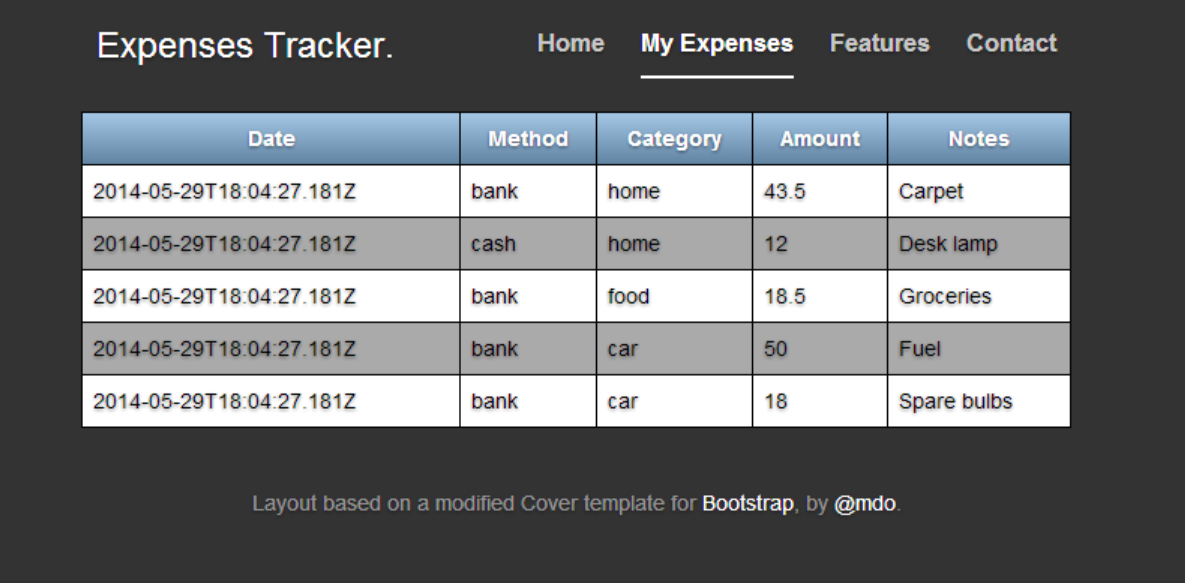 Expenses Tracker. Home My Expenses Features Contact
Date Method Category Amount Notes
2014-05-29T18:04:27.181Z bank home 43.5 Carpet
2014-05-29T18:04:27.181Z cash home 12 Desk lamp
2014-05-29T18:04:27.181Z bank food 18.5 Groceries
2014-05-29T18:04:27.181Z bank car 50 Fuel
2014-05-29T18:04:27.181Z bank car 18 Spare bulbs
Layout based on a modified Cover template for Bootstrap, by @mdo.